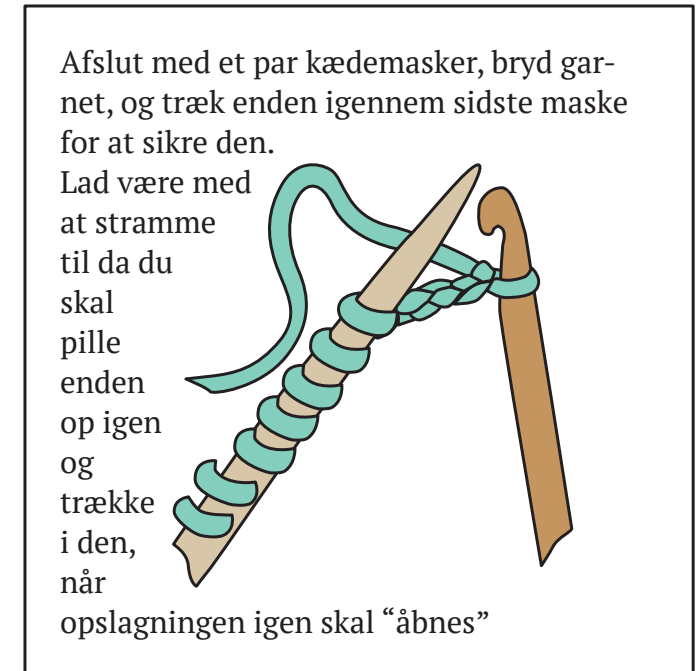 Afslut med et par kædemasker, bryd gar-
net, og træk enden igennem sidste maske
for at sikre den.
Lad være med
at stramme
til da du
skal
pille
enden
op igen
og
trække
i den,
når
opslagningen igen skal “åbnes”